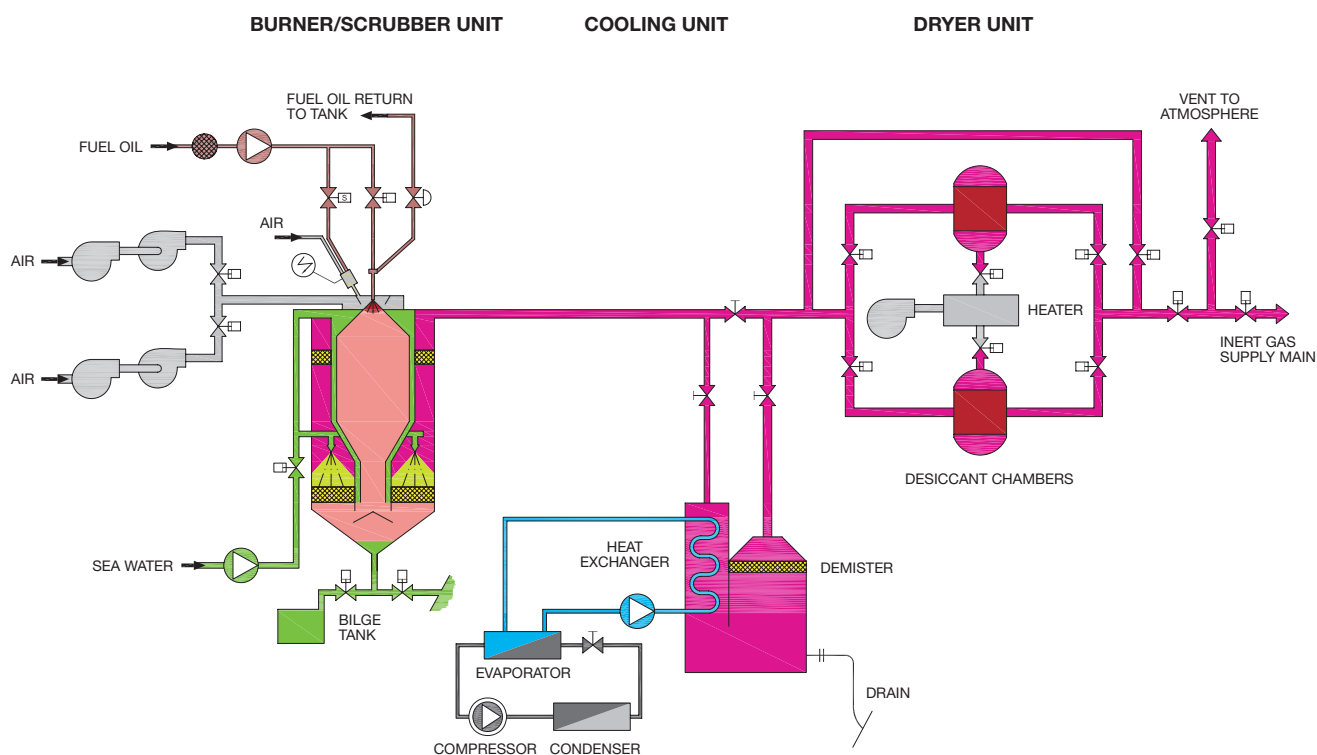 BURNER/SCRUBBER UNIT
COOLING UNIT
DRYER UNIT
FUEL OIL RETURN
TO TANK
VENT TO
ATMOSPHERE
FUEL OIL
S
AIR
AIR
HEATER
INERT GAS
SUPPLY MAIN
AIR
DESICCANT CHAMBERS
HEAT
EXCHANGER
DEMISTER
SEA WATER
BILGE
TANK
EVAPORATOR
DRAIN
COMPRESSOR
CONDENSER